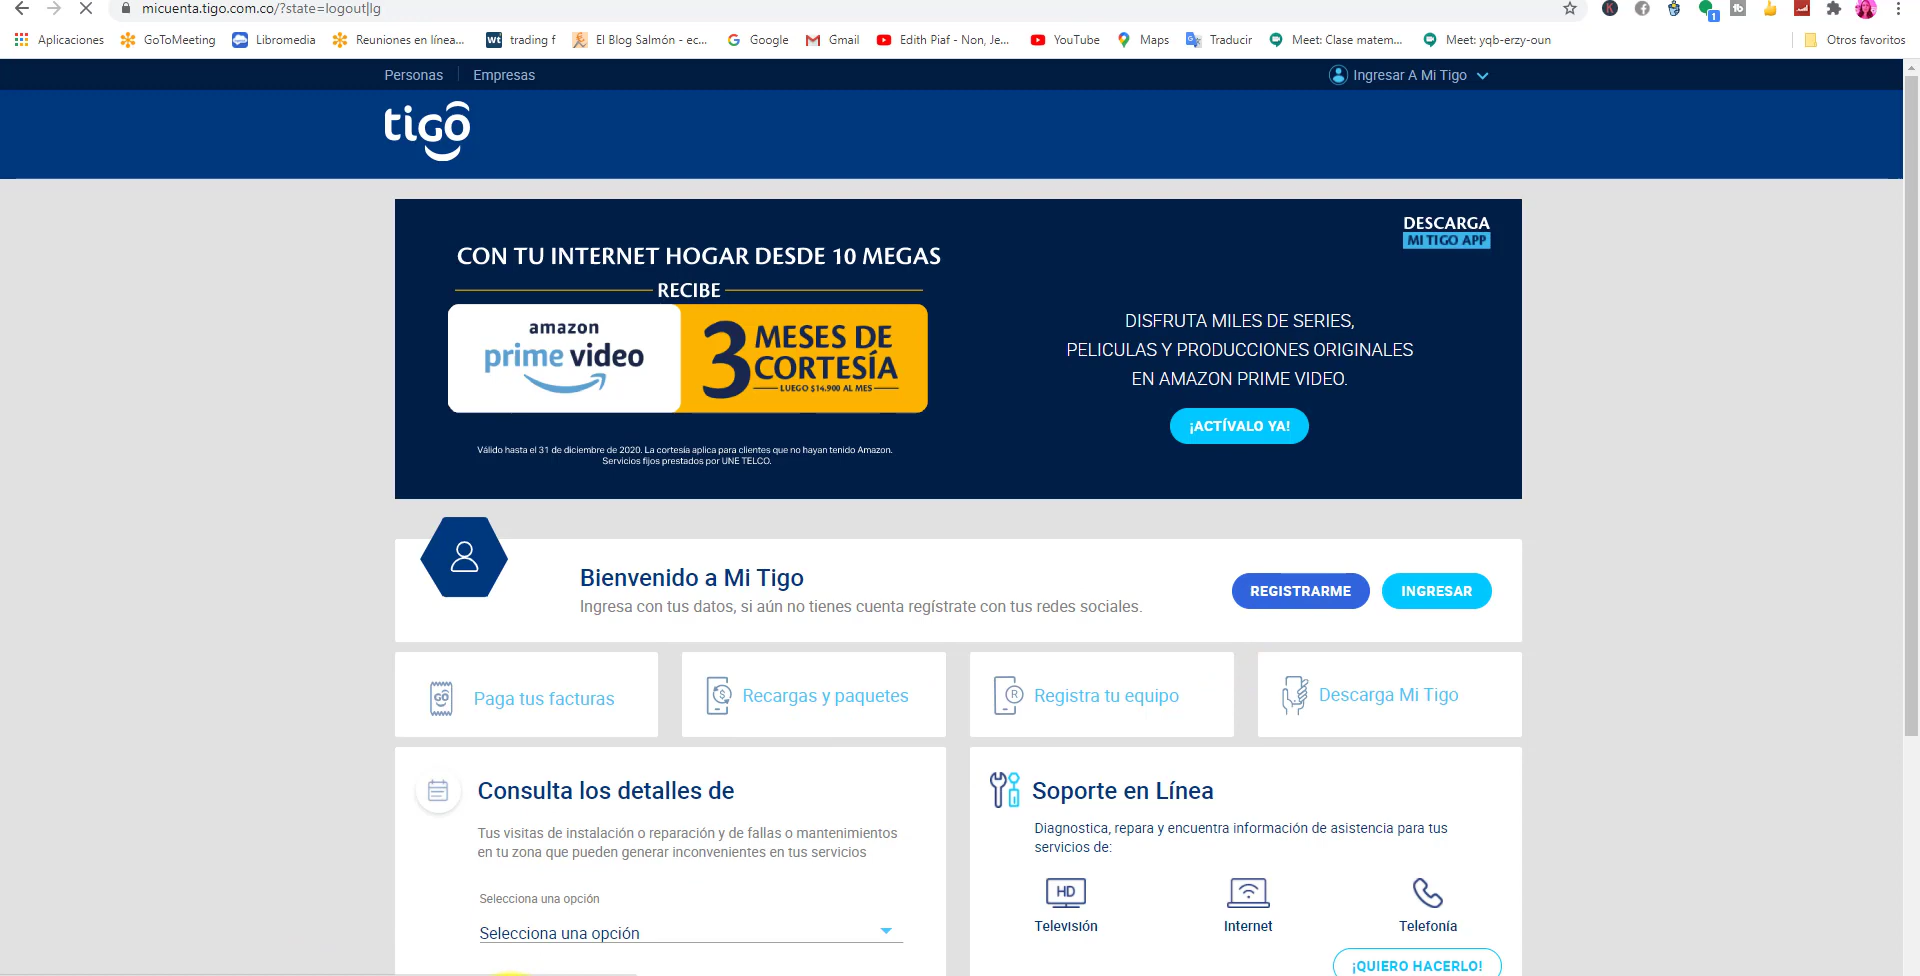 micuenta.tigo.com.co/?state=logout|lg
Aplicaciones
GoToMeeting
Libromedia
Reuniones en línea...
wt trading f
El Blog Salmón - ec...
Google
Gmail
Edith Piaf - Non, Je...
YouTube
Maps
Traducir
Meet: Clase matem...
Meet: yqb-erzy-oun
Otros favoritos
Personas
Empresas
Ingresar A Mi Tigo
tigo
DESCARGA
MI TIGO APP
CON TU INTERNET HOGAR DESDE 10 MEGAS
RECIBE
amazon
prime video
3 MESES DE
CORTESÍA
LUEGO $14.900 AL MES
Válido hasta el 31 de diciembre de 2020. La cortesía aplica para clientes que no hayan tenido Amazon.
Servicios fijos prestados por UNE TELCO.
DISFRUTA MILES DE SERIES,
PELICULAS Y PRODUCCIONES ORIGINALES
EN AMAZON PRIME VIDEO.
¡ACTÍVALO YA!
Bienvenido a Mi Tigo
Ingresa con tus datos, si aún no tienes cuenta regístrate con tus redes sociales.
REGISTRARME
INGRESAR
Paga tus facturas
Recargas y paquetes
Registra tu equipo
Descarga Mi Tigo
Consulta los detalles de
Tus visitas de instalación o reparación y de fallas o mantenimientos
en tu zona que pueden generar inconvenientes en tus servicios
Selecciona una opción
Selecciona una opción
Soporte en Línea
Diagnostica, repara y encuentra información de asistencia para tus
servicios de:
HD
Televisión
Internet
Telefonía
¡QUIERO HACERLO!